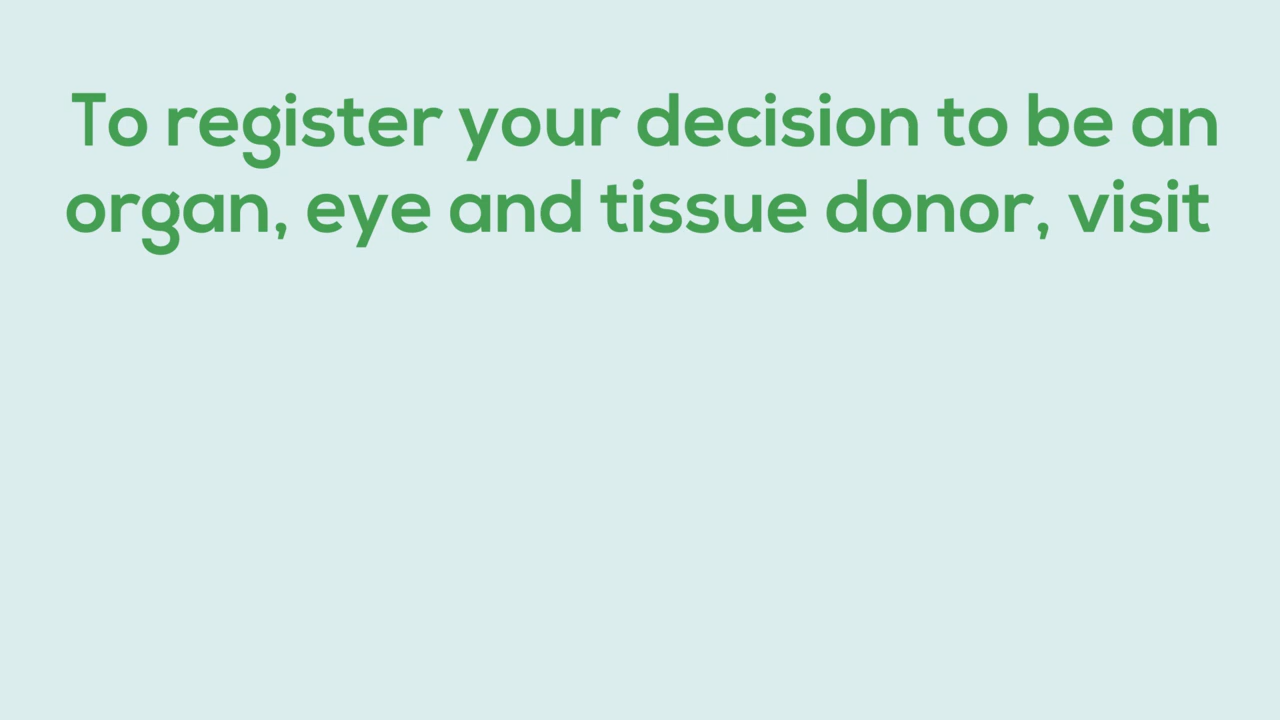 To register your decision to be an
organ, eye and tissue donor, visit